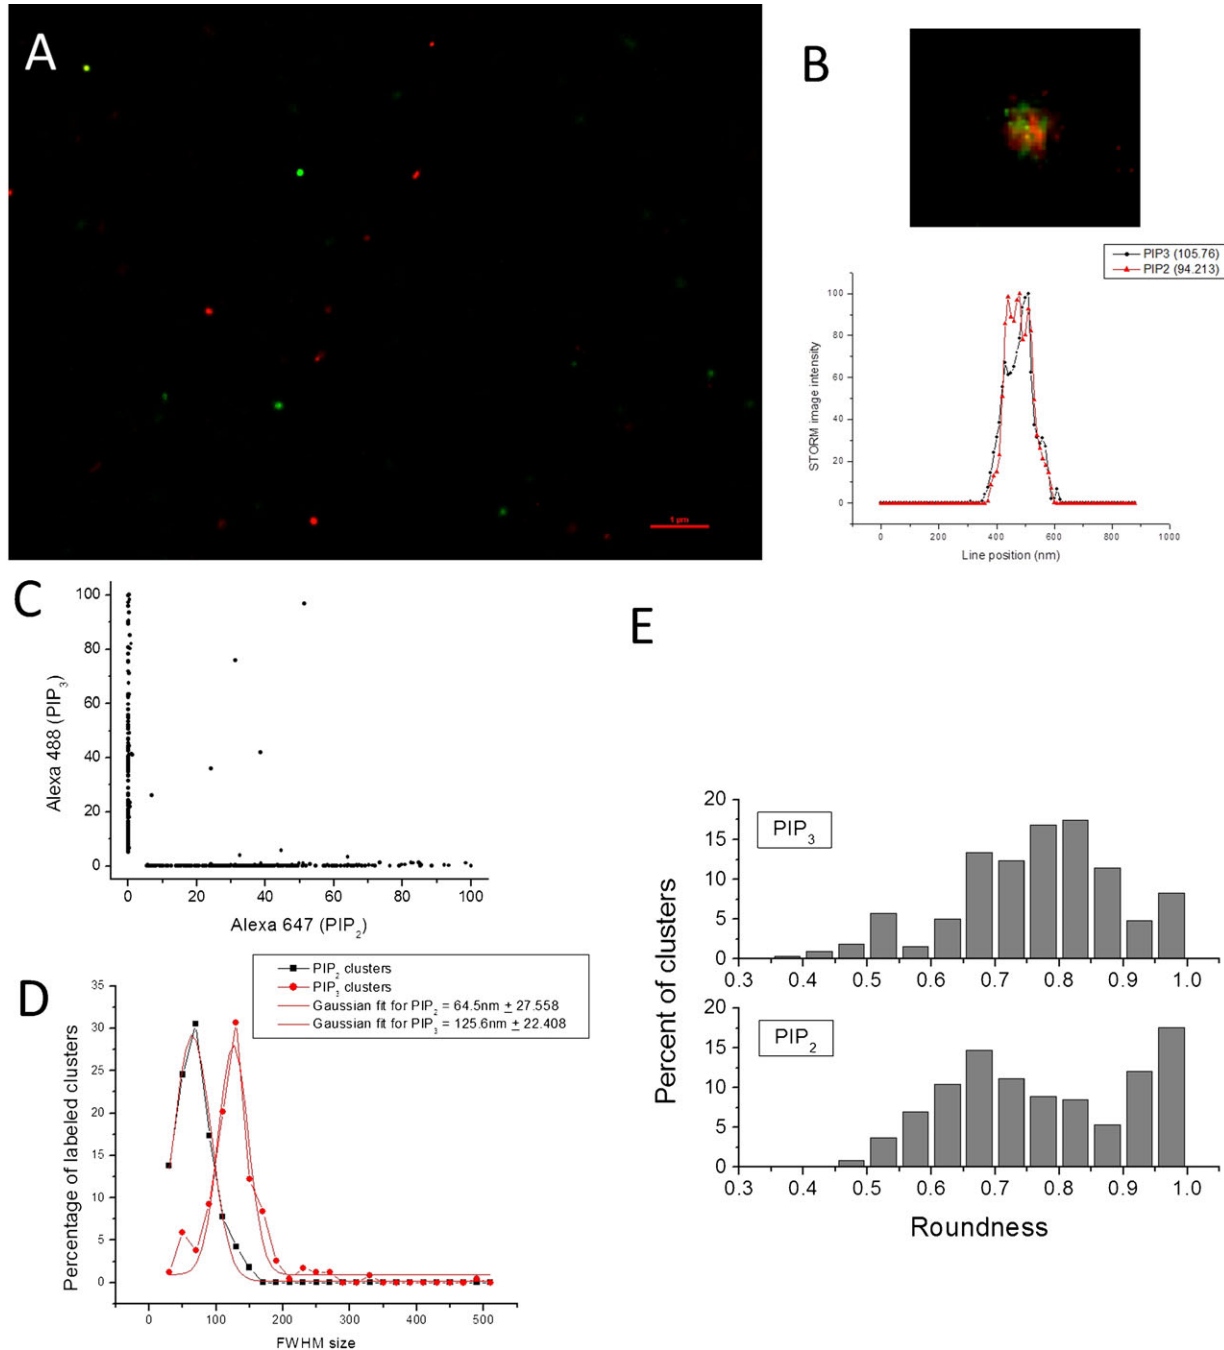 A
1 µm
B
PIP3 (105.76)
PIP2 (94.213)
100
80
60
40
20
0
STORM image intensity
0 200 400 600 800 1000
Line position (nm)
C
100
80
60
40
20
0
Alexa 488 (PIP3)
0 20 40 60 80 100
Alexa 647 (PIP2)
D
PIP2 clusters
PIP3 clusters
Gaussian fit for PIP2 = 64.5nm ± 27.558
Gaussian fit for PIP3 = 125.6nm ± 22.408
35
30
25
20
15
10
5
0
Percentage of labeled clusters
0 100 200 300 400 500
FWHM size
E
Percent of clusters
PIP3
20
15
10
5
0
0.3 0.4 0.5 0.6 0.7 0.8 0.9 1.0
PIP2
20
15
10
5
0
0.3 0.4 0.5 0.6 0.7 0.8 0.9 1.0
Roundness